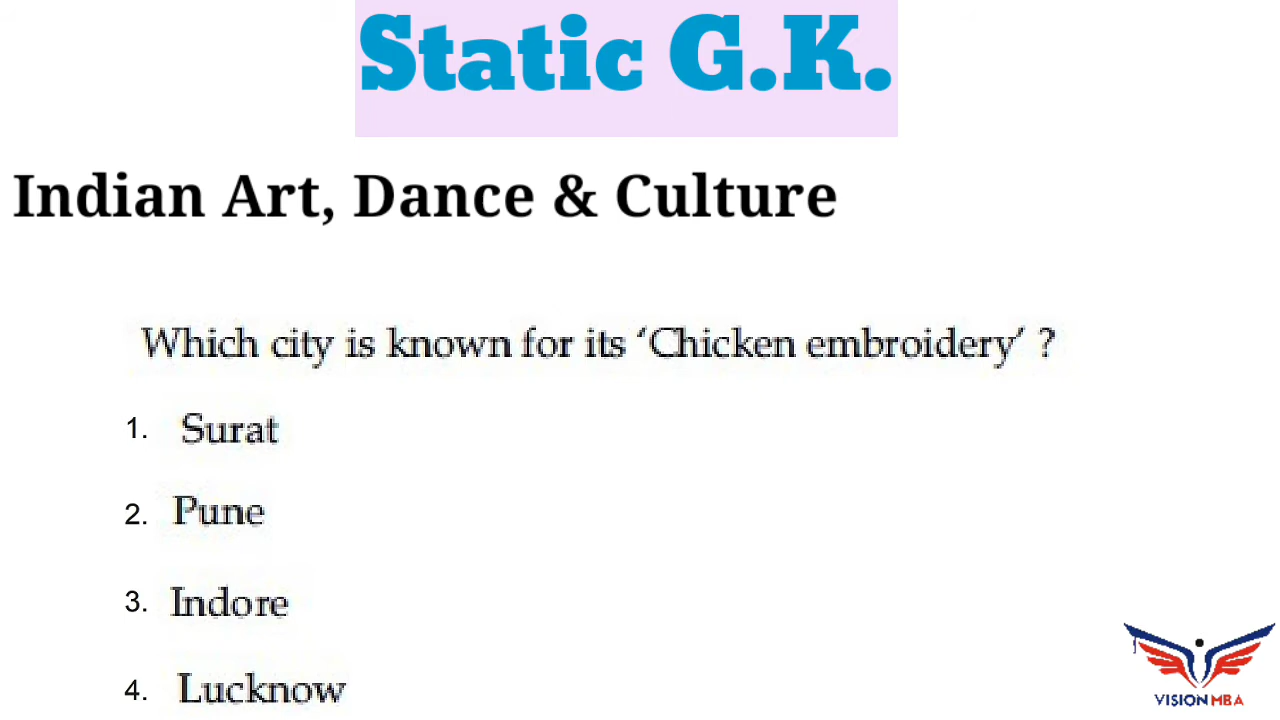 Static G.K.
Indian Art, Dance & Culture
Which city is known for its ‘Chicken embroidery’ ?
1. Surat
2. Pune
3. Indore
4. Lucknow
VISION MBA